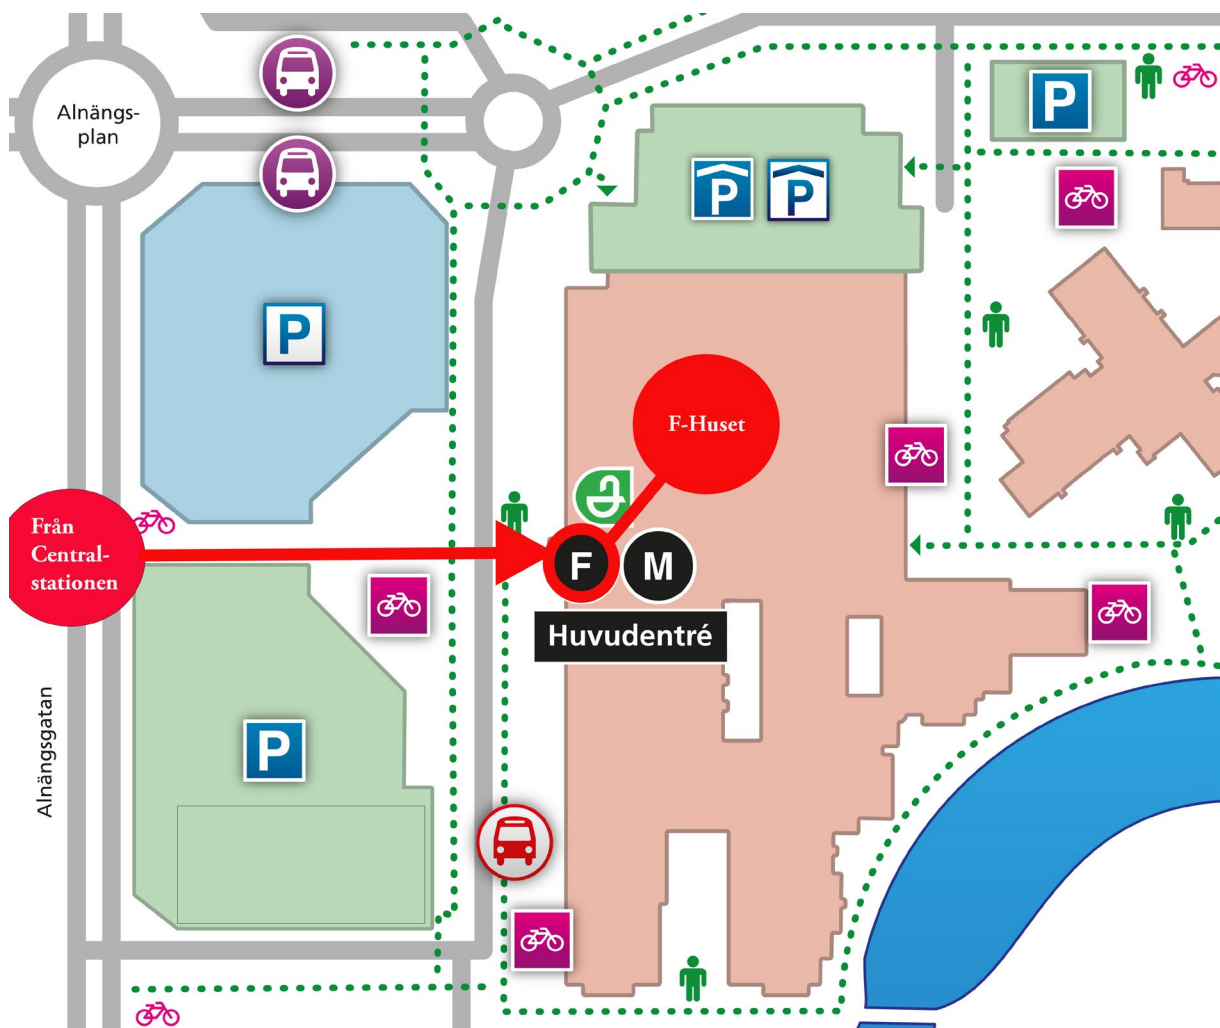 Alnängs-
plan
P
P
P
P
F-Huset
Från
Central-
stationen
F
M
Huvudentré
P
Alnängsgatan